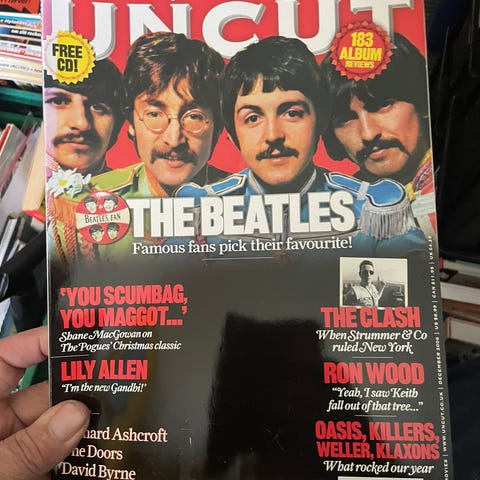 UNCUT
FREE
CD!
183
ALBUM
REVIEWS
BEATLES FAN
THE BEATLES
Famous fans pick their favourite!
'YOU SCUMBAG,
YOU MAGGOT...'
Shane MacGowan on
The Pogues' Christmas classic
LILY ALLEN
'I'm the new Gandhi!'
hard Ashcroft
he Doors
David Byrne
THE CLASH
When Strummer & Co
ruled New York
RON WOOD
"Yeah, I saw Keith
fall out of that tree..."
OASIS, KILLERS,
WELLER, KLAXONS
What rocked our year
WWW.UNCUT.CO.UK | DECEMBER 2006